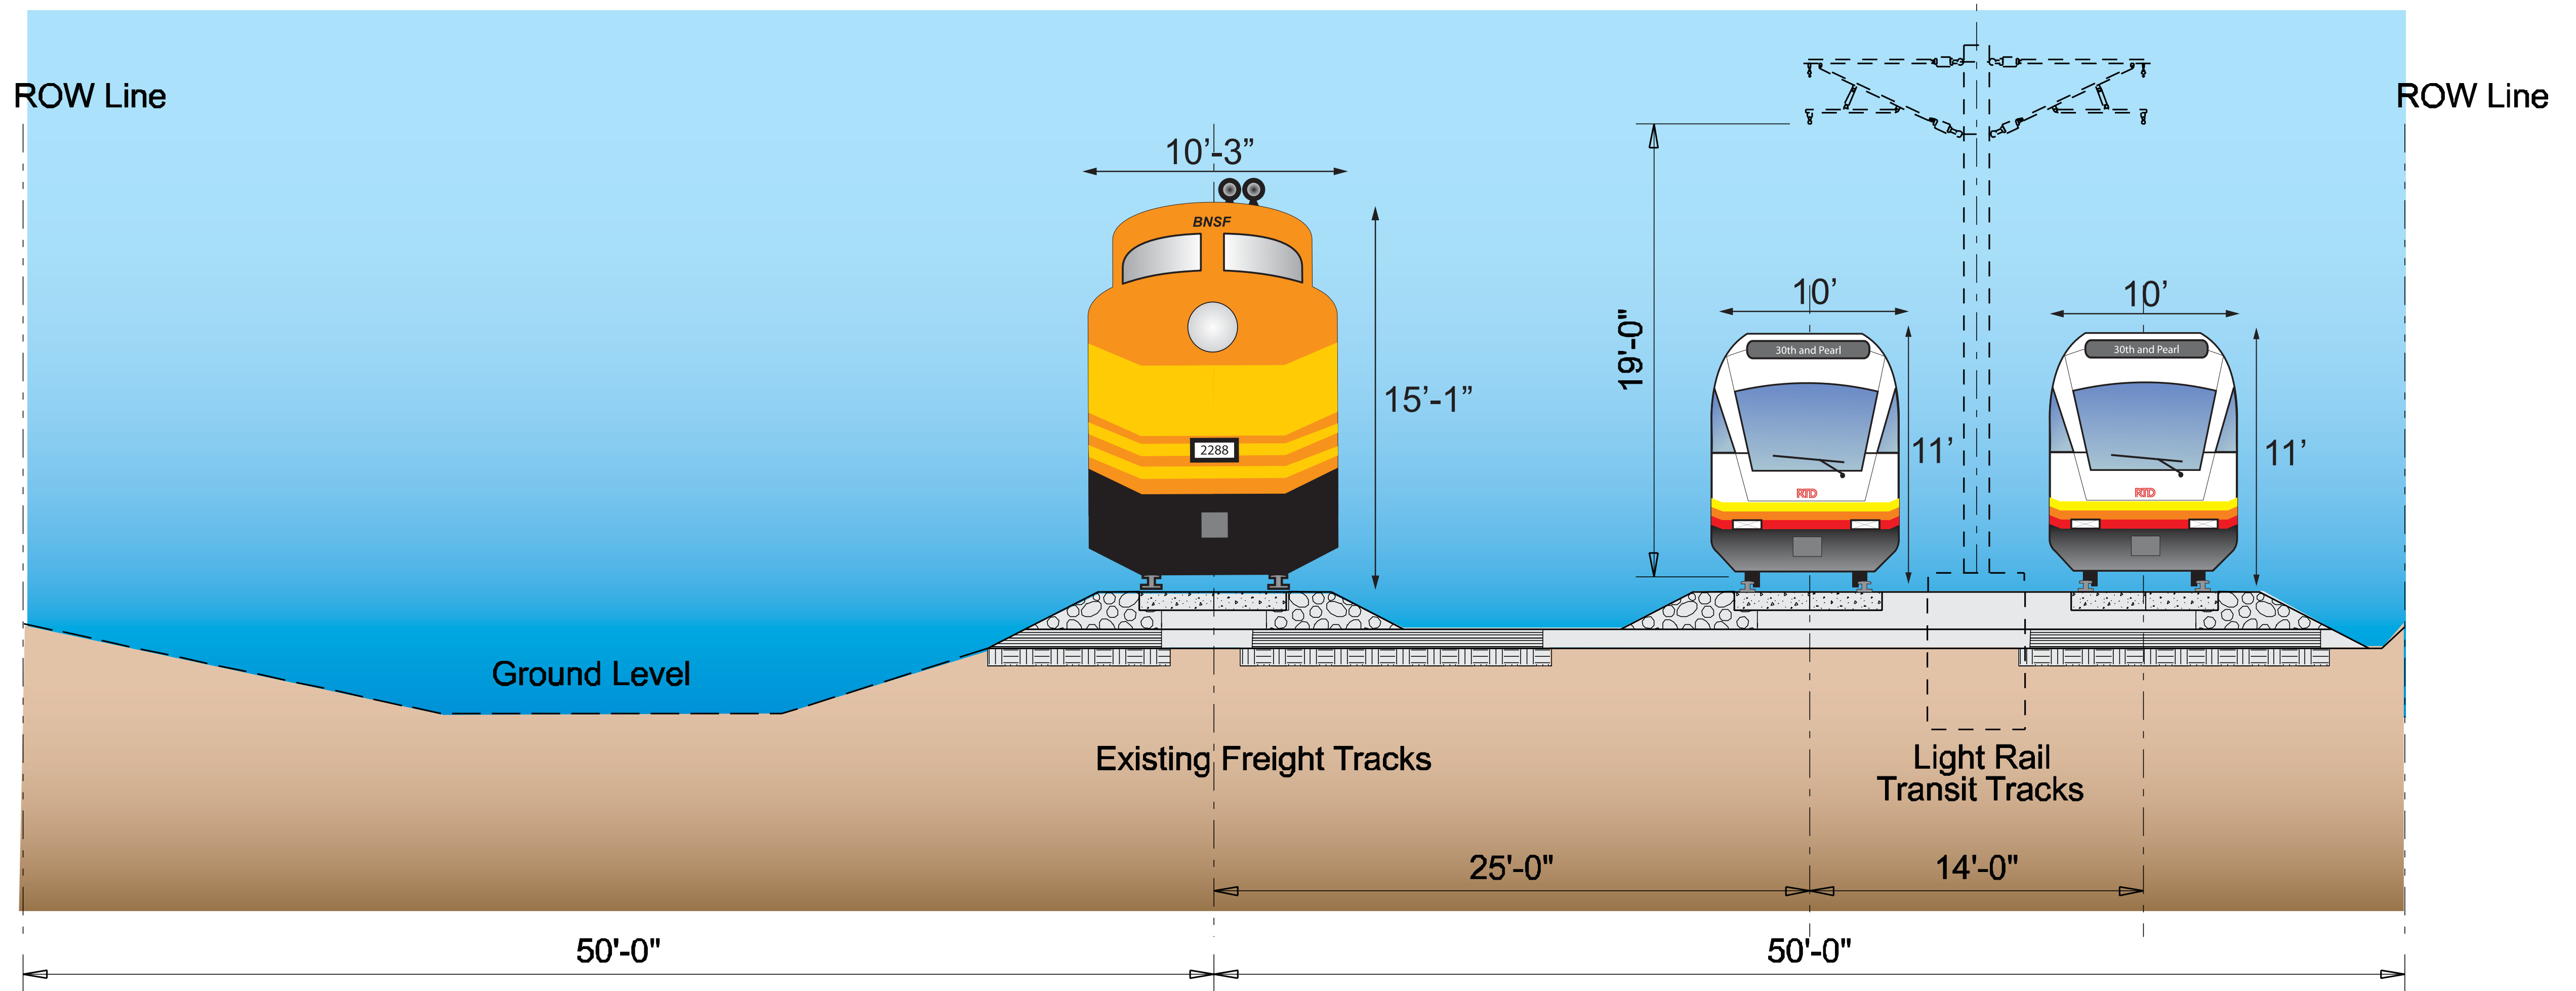 ROW Line
ROW Line
10’-3”
BNSF
15’-1”
2288
19'-0"
10’
10’
30th and Pearl
30th and Pearl
11’
11’
RTD
RTD
Ground Level
Existing Freight Tracks
Light Rail
Transit Tracks
25'-0"
14'-0"
50'-0"
50'-0"